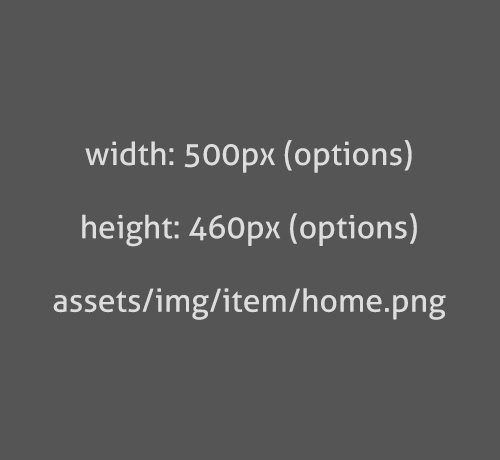 width: 500px (options)
height: 460px (options)
assets/img/item/home.png